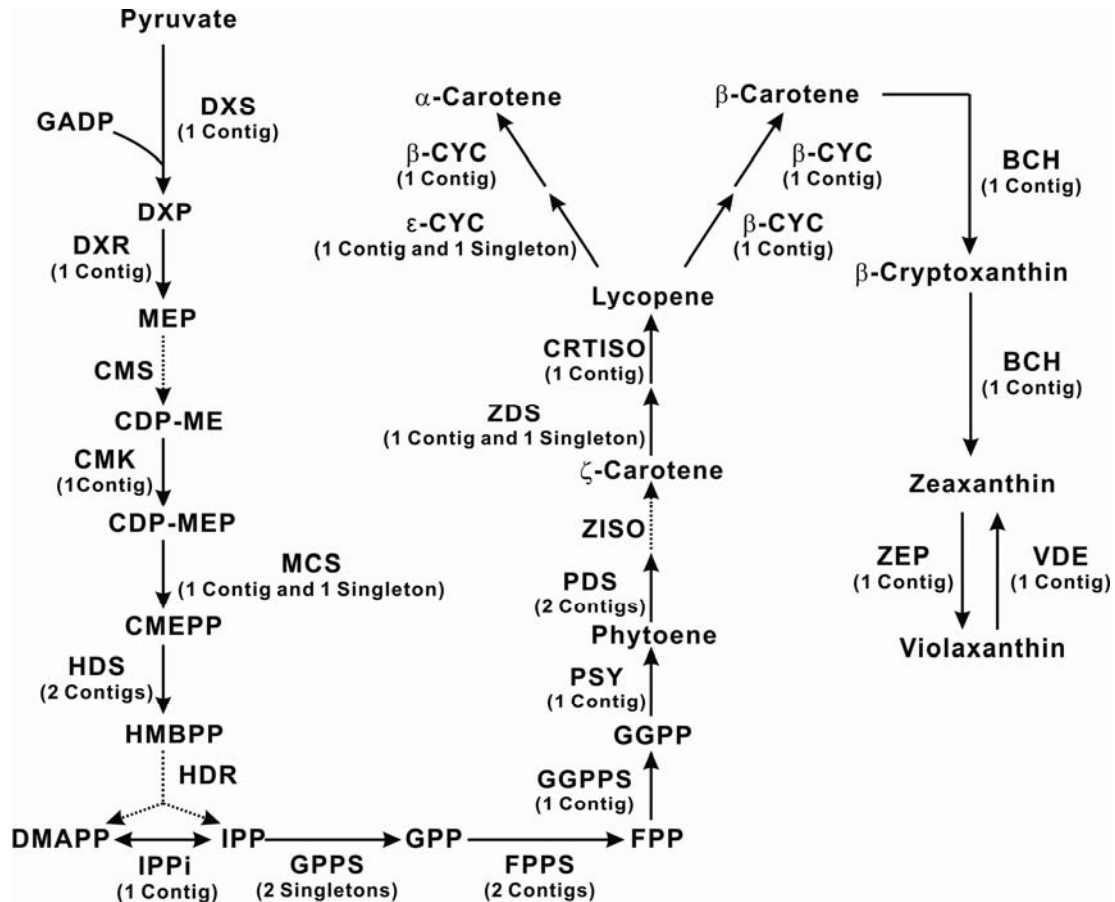 Pyruvate
GADP
DXS
(1 Contig)
DXP
DXR
(1 Contig)
MEP
CMS
CDP-ME
CMK
(1Contig)
CDP-MEP
MCS
(1 Contig and 1 Singleton)
CMEPP
HDS
(2 Contigs)
HMBPP
HDR
DMAPP
IPP
IPPi
(1 Contig)
GPPS
(2 Singletons)
GPP
FPPS
(2 Contigs)
FPP
GGPPS
(1 Contig)
GGPP
PSY
(1 Contig)
Phytoene
PDS
(2 Contigs)
ZISO
ζ-Carotene
ZDS
(1 Contig and 1 Singleton)
CRTISO
(1 Contig)
Lycopene
ε-CYC
(1 Contig and 1 Singleton)
β-CYC
(1 Contig)
α-Carotene
β-CYC
(1 Contig)
β-CYC
(1 Contig)
β-Carotene
BCH
(1 Contig)
β-Cryptoxanthin
BCH
(1 Contig)
Zeaxanthin
ZEP
(1 Contig)
VDE
(1 Contig)
Violaxanthin